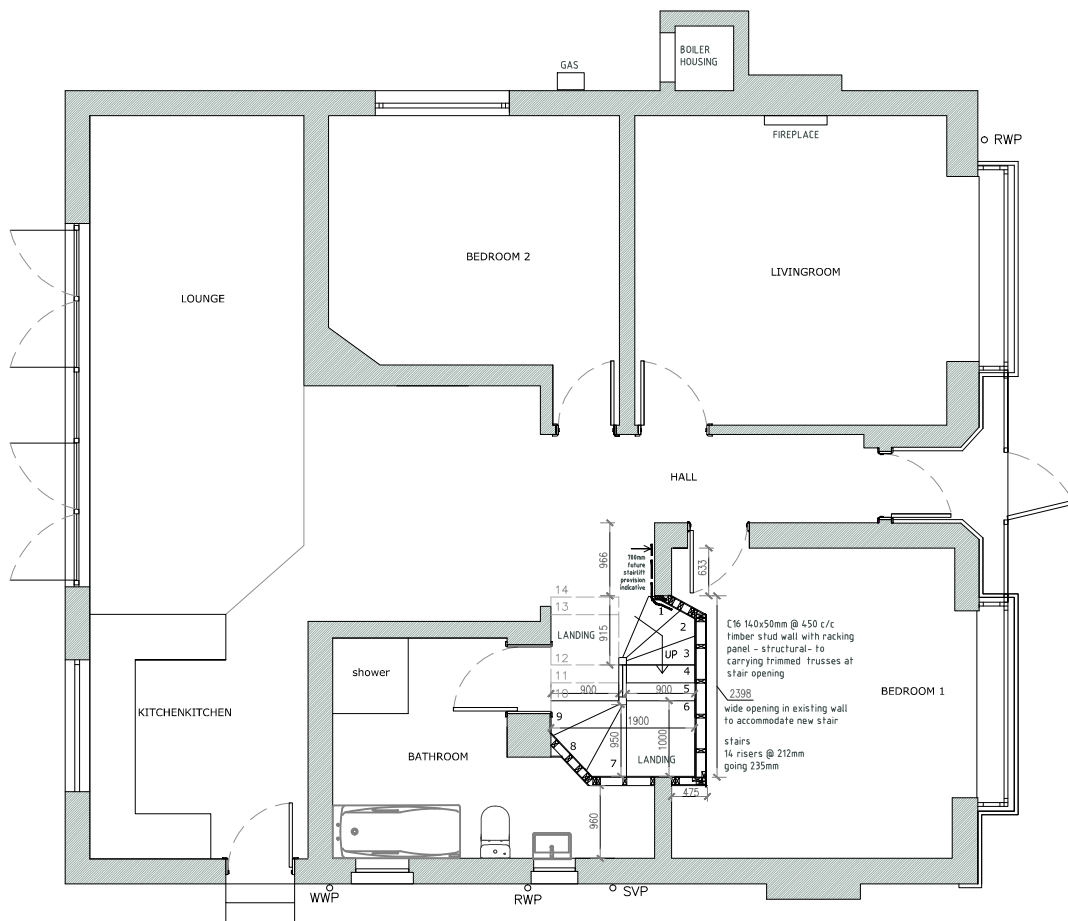 BOILER
HOUSING
GAS
FIREPLACE
RWP
BEDROOM 2
LIVINGROOM
LOUNGE
HALL
966
700mm
future
stairlift
provision
indicative
633
14
13
1
2
915
LANDING
C16 140x50mm @ 450 c/c
timber stud wall with racking
panel - structural- to
carrying trimmed trusses at
stair opening
12
UP
3
shower
11
4
10
900
900
5
2398
BEDROOM 1
wide opening in existing wall
to accommodate new stair
6
KITCHENKITCHEN
9
1900
950
1000
stairs
14 risers @ 212mm
going 235mm
8
BATHROOM
7
LANDING
475
960
WWP
RWP
SVP